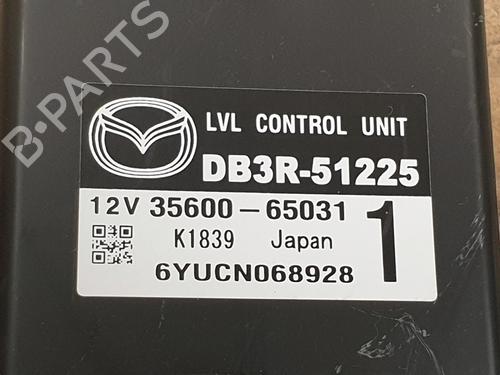 B·PARTS
LVL CONTROL UNIT
DB3R-51225
12V 35600-65031
K1839 Japan
1
6YUCN068928